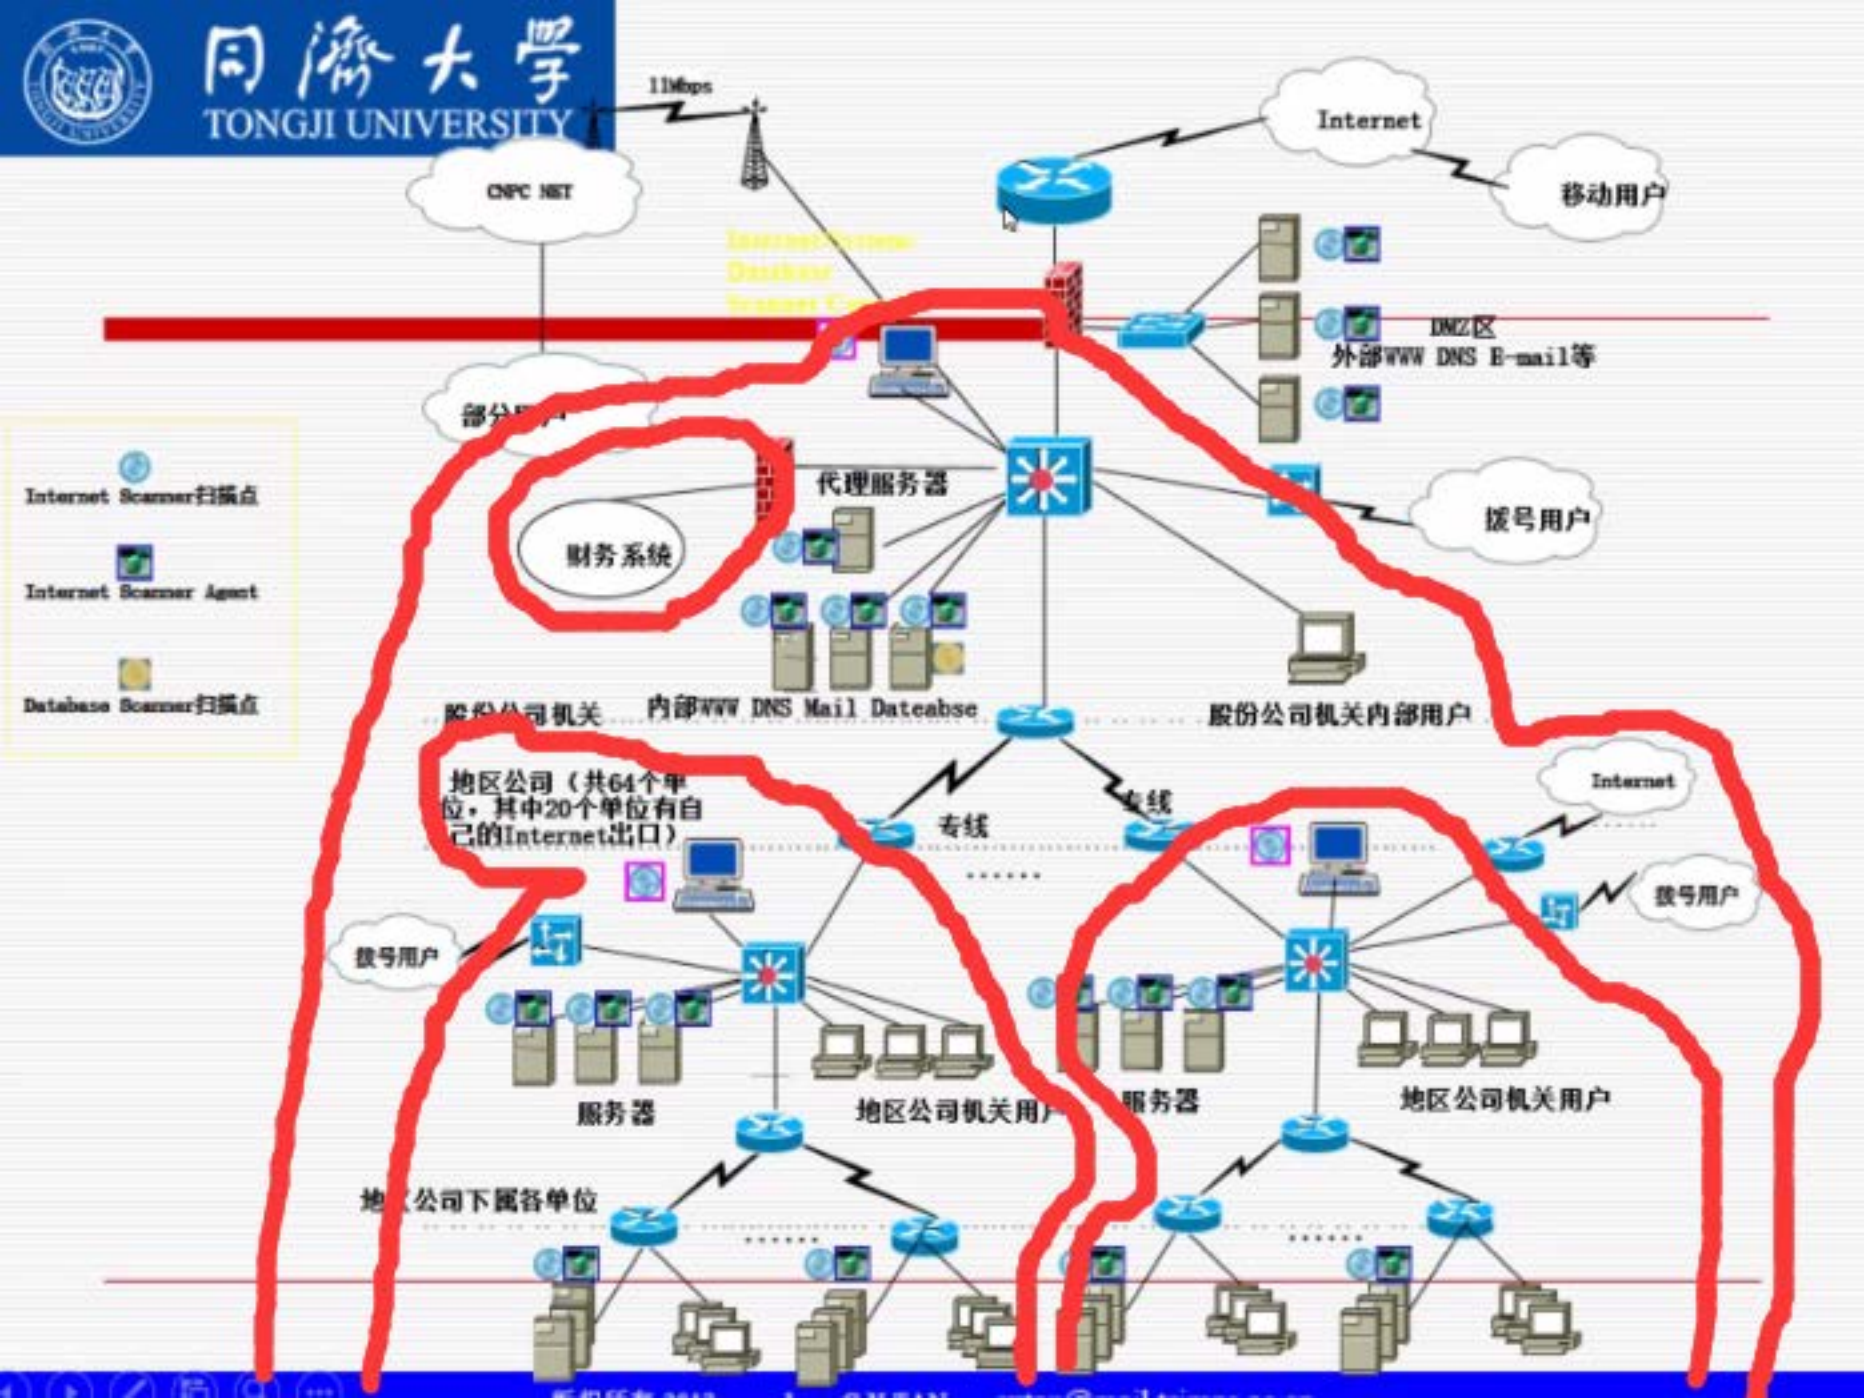 同濟大学
TONGJI UNIVERSITY
11Mbps
Internet
CNPC NET
移动用户
Database
DMZ区
外部WWW DNS E-mail等
Internet Scanner扫描点
代理服务器
拨号用户
财务系统
Internet Scanner Agent
Database Scanner扫描点
股份公司机关
内部WWW DNS Mail Dateabse
股份公司机关内部用户
地区公司（共64个单
位，其中20个单位有自
己的Internet出口）
专线
专线
Internet
拨号用户
拨号用户
服务器
地区公司机关用户
服务器
地区公司机关用户
地区公司下属各单位